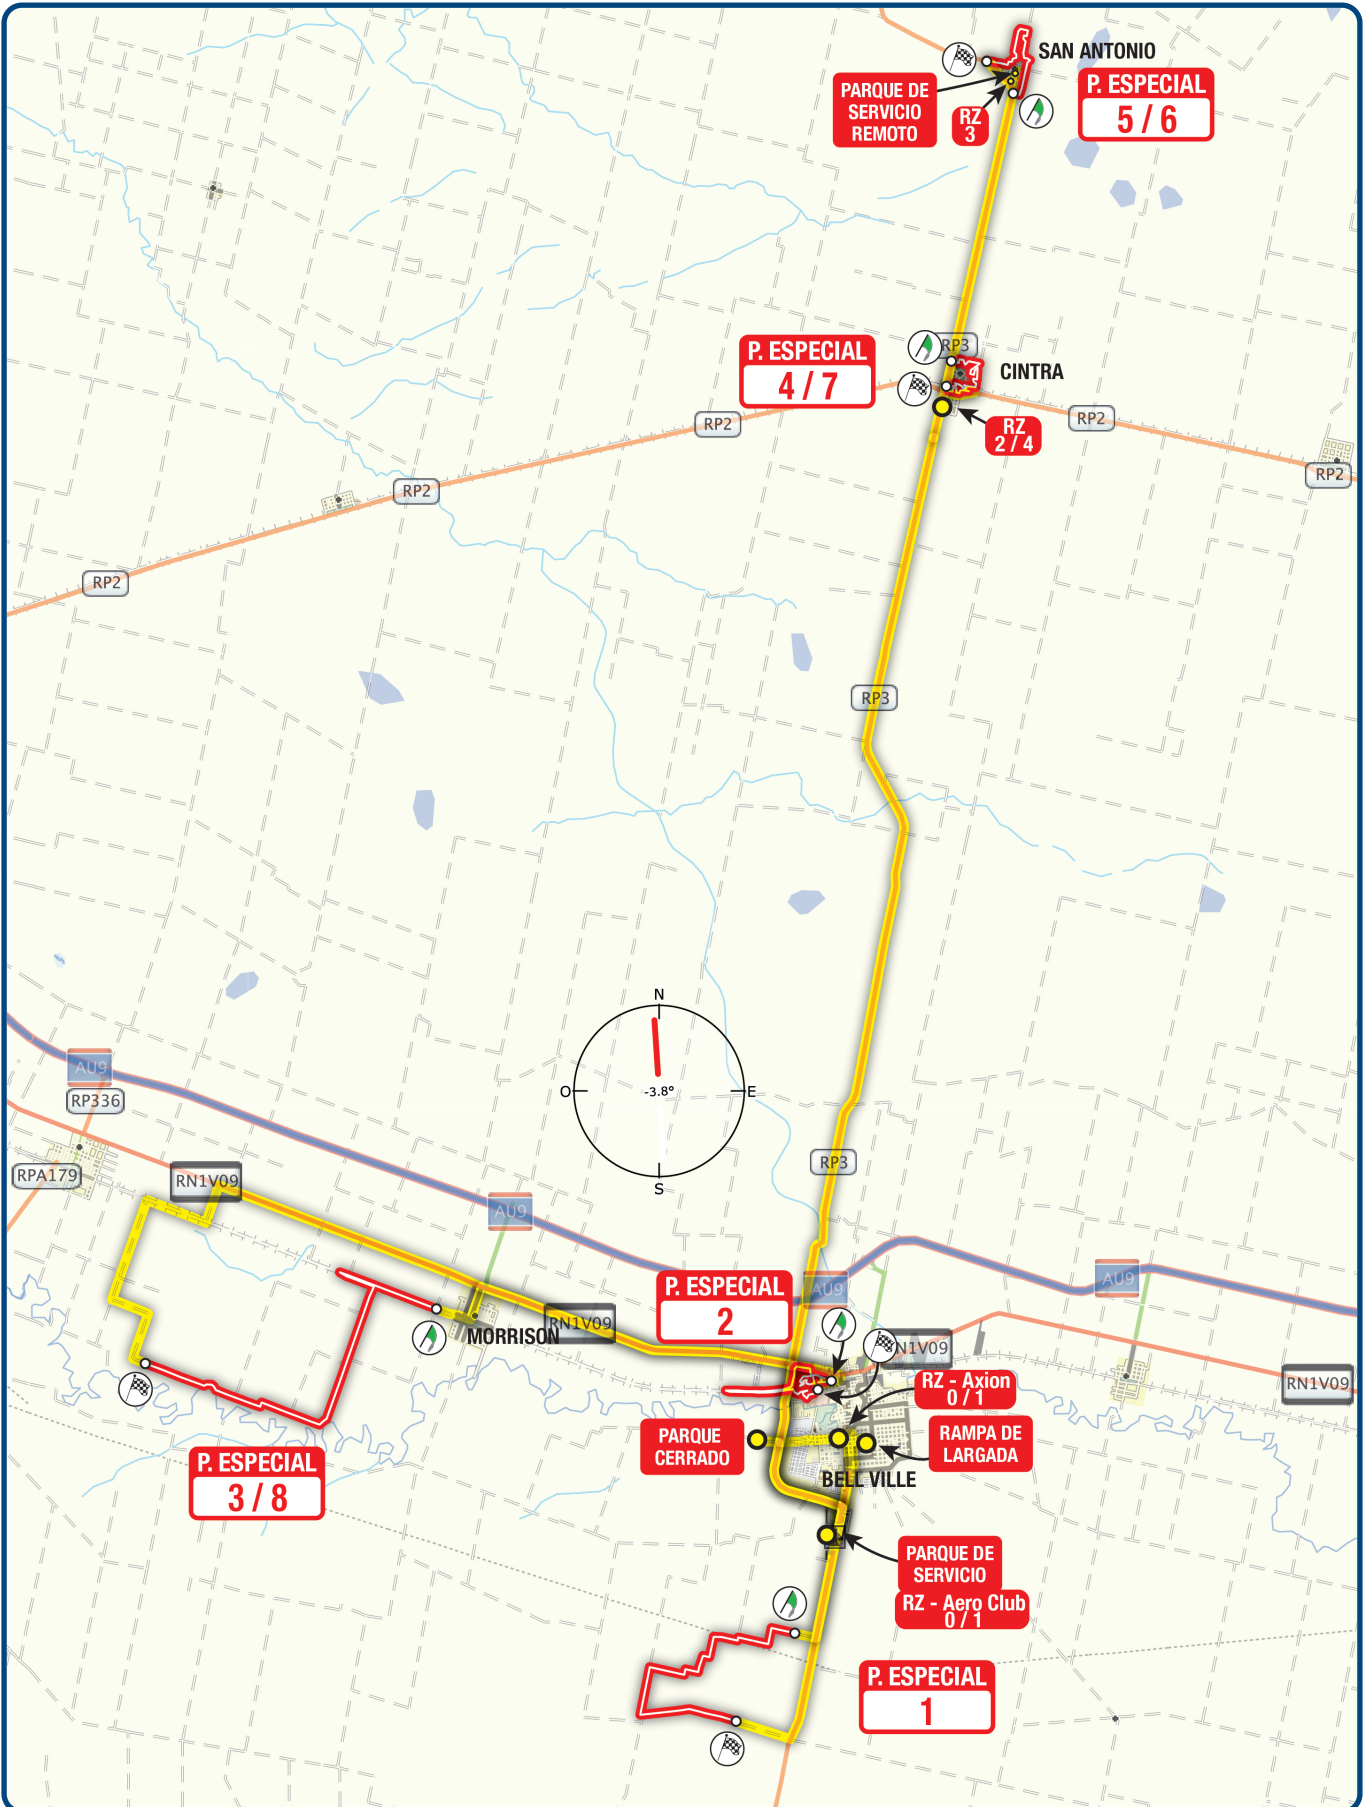 SAN ANTONIO
P. ESPECIAL
5 / 6
PARQUE DE
SERVICIO
REMOTO
RZ
3
P. ESPECIAL
4 / 7
RP3
CINTRA
RP2
RP2
RZ
2 / 4
RP2
RP2
RP2
RP3
N
O
-3.8°
E
S
AU9
RP336
RP3
RPA179
RN1V09
AU9
AU9
AU9
P. ESPECIAL
2
RN1V09
MORRISON
N1V09
RN1V09
RZ - Axion
0 / 1
PARQUE
CERRADO
RAMPA DE
LARGADA
P. ESPECIAL
3 / 8
BELL VILLE
PARQUE DE
SERVICIO
RZ - Aero Club
0 / 1
P. ESPECIAL
1